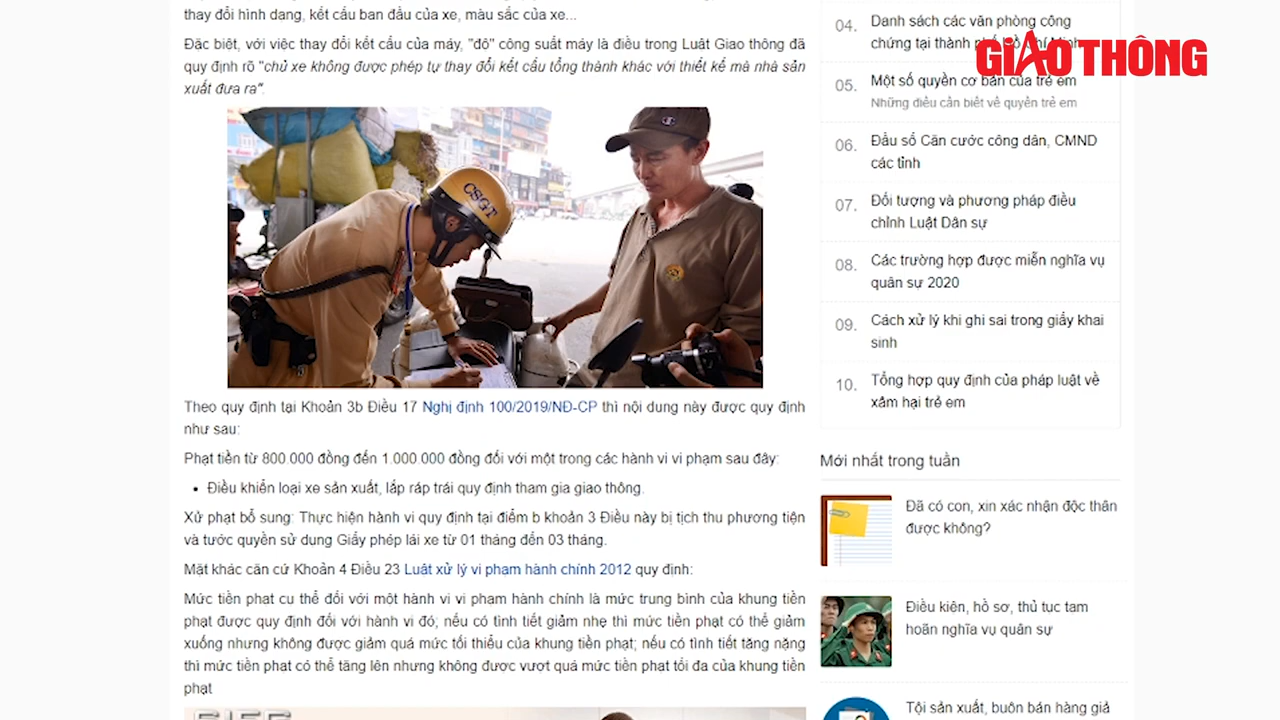 thay đổi hình dang, kết cấu ban đầu của xe, màu sắc của xe...
Đặc biệt, với việc thay đổi kết cấu của máy, "đô" công suất máy là điều trong Luật Giao thông đã
quy định rõ "chủ xe không được phép tự thay đổi kết cấu tổng thành khác với thiết kế mà nhà sản
xuất đưa ra".
CSGT
Theo quy định tại Khoản 3b Điều 17 Nghị định 100/2019/NĐ-CP thì nội dung này được quy định
như sau:
Phạt tiền từ 800.000 đồng đến 1.000.000 đồng đối với một trong các hành vi vi phạm sau đây:
• Điều khiển loại xe sản xuất, lắp ráp trái quy định tham gia giao thông.
Xử phạt bổ sung: Thực hiện hành vi quy định tại điểm b khoản 3 Điều này bị tịch thu phương tiện
và tước quyền sử dụng Giấy phép lái xe từ 01 tháng đến 03 tháng.
Mặt khác căn cứ Khoản 4 Điều 23 Luật xử lý vi phạm hành chính 2012 quy định:
Mức tiền phat cu thể đối với một hành vi vi pham hành chính là mức trung bình của khung tiền
phạt được quy định đối với hành vi đó; nếu có tình tiết giảm nhẹ thì mức tiền phạt có thể giảm
xuống nhưng không được giảm quá mức tối thiểu của khung tiền phạt; nếu có tình tiết tăng nặng
thì mức tiền phat có thể tăng lên nhưng không được vượt quá mức tiền phat tối đa của khung tiền
phạt
04. Danh sách các văn phòng công
chứng tại thành phố Hồ Chí Minh
GIAO THÔNG
05. Một số quyền cơ bản của trẻ em
Những điều cần biết về quyền trẻ em
06. Đầu số Căn cước công dân, CMND
các tỉnh
07. Đối tượng và phương pháp điều
chỉnh Luật Dân sự
08. Các trường hợp được miễn nghĩa vụ
quân sự 2020
09. Cách xử lý khi ghi sai trong giấy khai
sinh
10. Tổng hợp quy định của pháp luật về
xâm hại trẻ em
Mới nhất trong tuần
Đã có con, xin xác nhận độc thân
được không?
Điều kiện, hồ sơ, thủ tục tam
hoãn nghĩa vụ quân sự
Tội sản xuất, buôn bán hàng giả